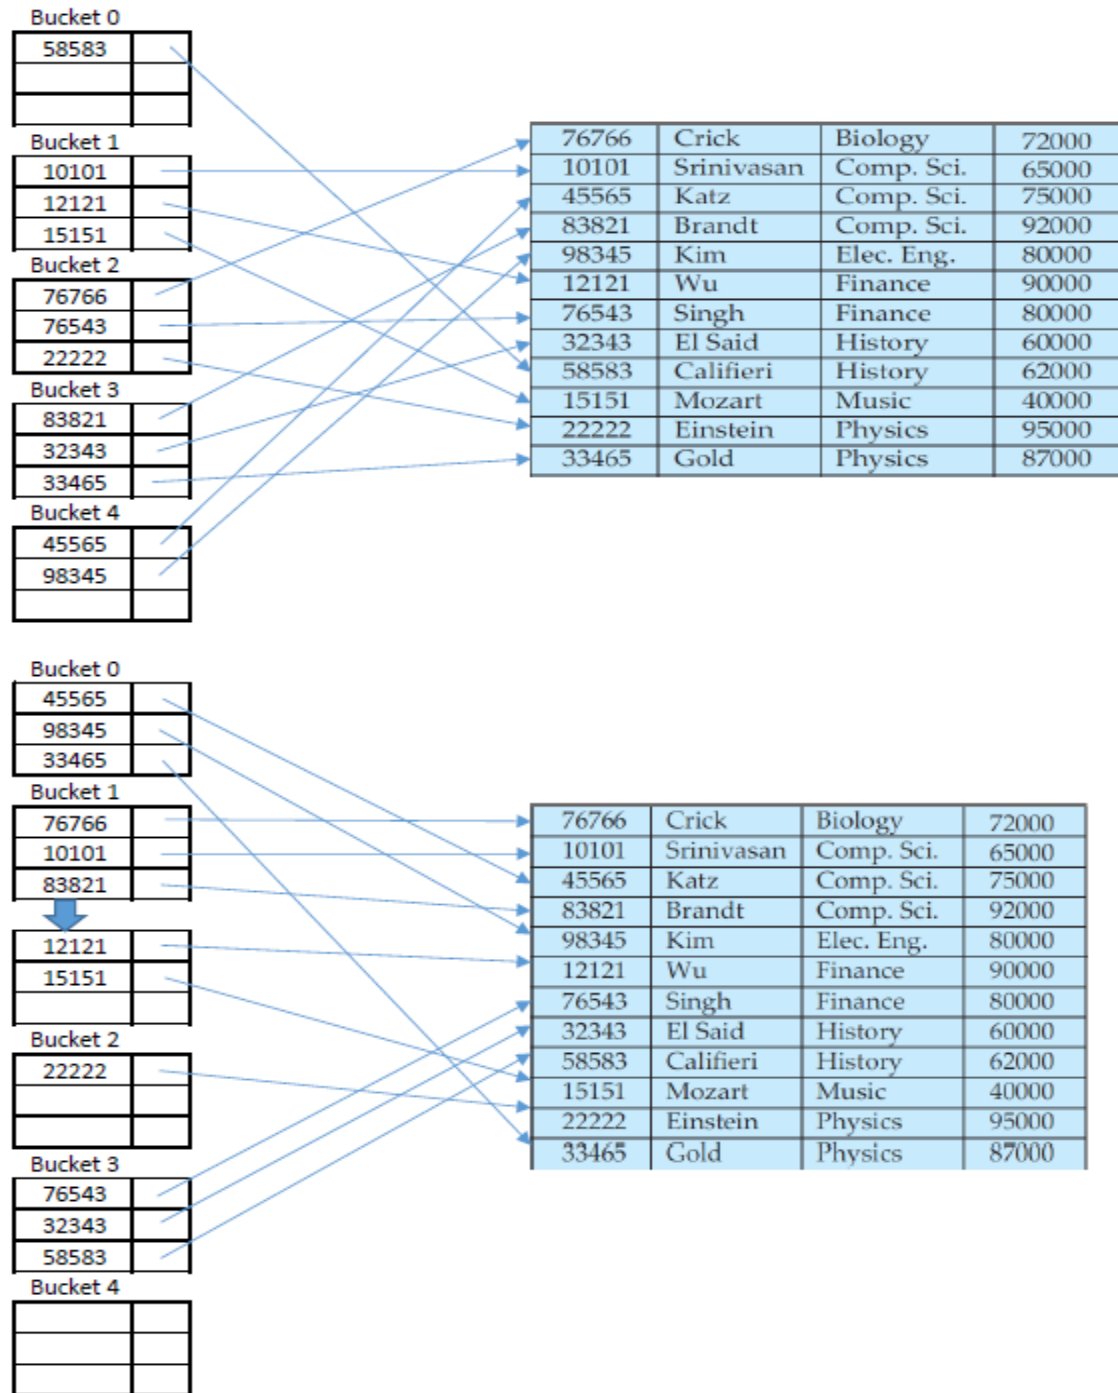 Bucket 0
58583
Bucket 1
10101
12121
15151
Bucket 2
76766
76543
22222
Bucket 3
83821
32343
33465
Bucket 4
45565
98345
76766 Crick Biology 72000
10101 Srinivasan Comp. Sci. 65000
45565 Katz Comp. Sci. 75000
83821 Brandt Comp. Sci. 92000
98345 Kim Elec. Eng. 80000
12121 Wu Finance 90000
76543 Singh Finance 80000
32343 El Said History 60000
58583 Califieri History 62000
15151 Mozart Music 40000
22222 Einstein Physics 95000
33465 Gold Physics 87000
Bucket 0
45565
98345
33465
Bucket 1
76766
10101
83821
12121
15151
Bucket 2
22222
Bucket 3
76543
32343
58583
Bucket 4
76766 Crick Biology 72000
10101 Srinivasan Comp. Sci. 65000
45565 Katz Comp. Sci. 75000
83821 Brandt Comp. Sci. 92000
98345 Kim Elec. Eng. 80000
12121 Wu Finance 90000
76543 Singh Finance 80000
32343 El Said History 60000
58583 Califieri History 62000
15151 Mozart Music 40000
22222 Einstein Physics 95000
33465 Gold Physics 87000